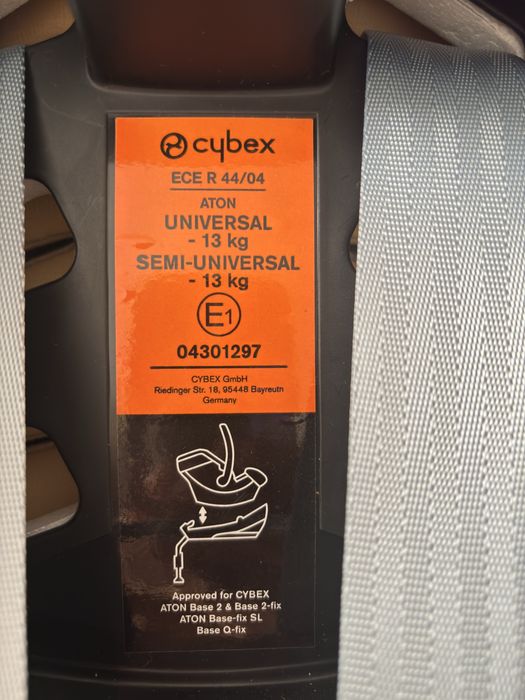 cybex
ECE R 44/04
ATON
UNIVERSAL
- 13 kg
SEMI-UNIVERSAL
- 13 kg
E1
04301297
CYBEX GmbH
Riedinger Str. 18, 95448 Bayreuth
Germany
Approved for CYBEX
ATON Base 2 & Base 2-fix
ATON Base-fix SL
Base Q-fix